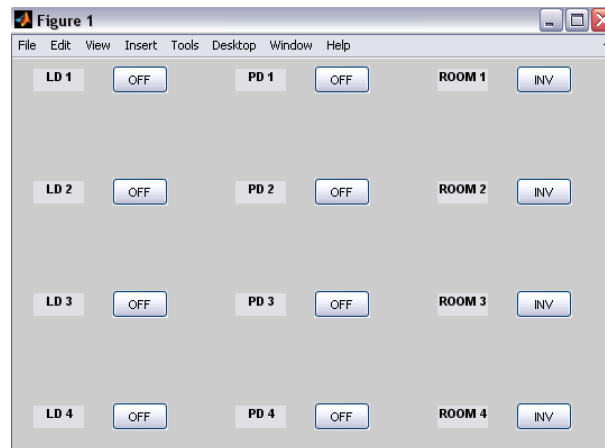 Figure 1
File Edit View Insert Tools Desktop Window Help
LD 1 OFF PD 1 OFF ROOM 1 INV
LD 2 OFF PD 2 OFF ROOM 2 INV
LD 3 OFF PD 3 OFF ROOM 3 INV
LD 4 OFF PD 4 OFF ROOM 4 INV